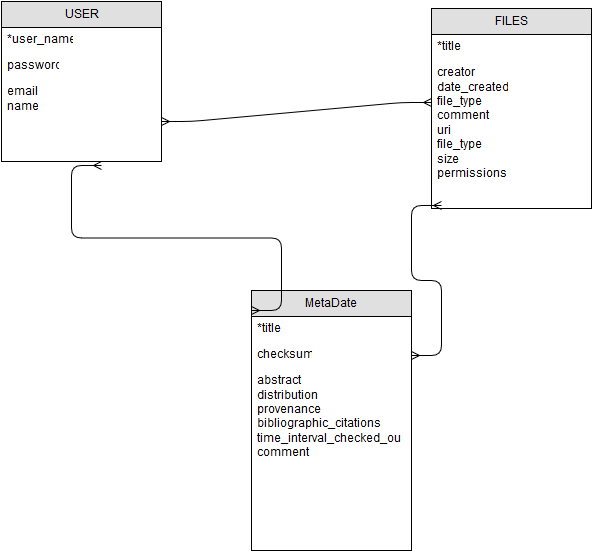 USER
*user_name
password
email
name
FILES
*title
creator
date_created
file_type
comment
uri
file_type
size
permissions
MetaDate
*title
checksum
abstract
distribution
provenance
bibliographic_citations
time_interval_checked_ou
comment